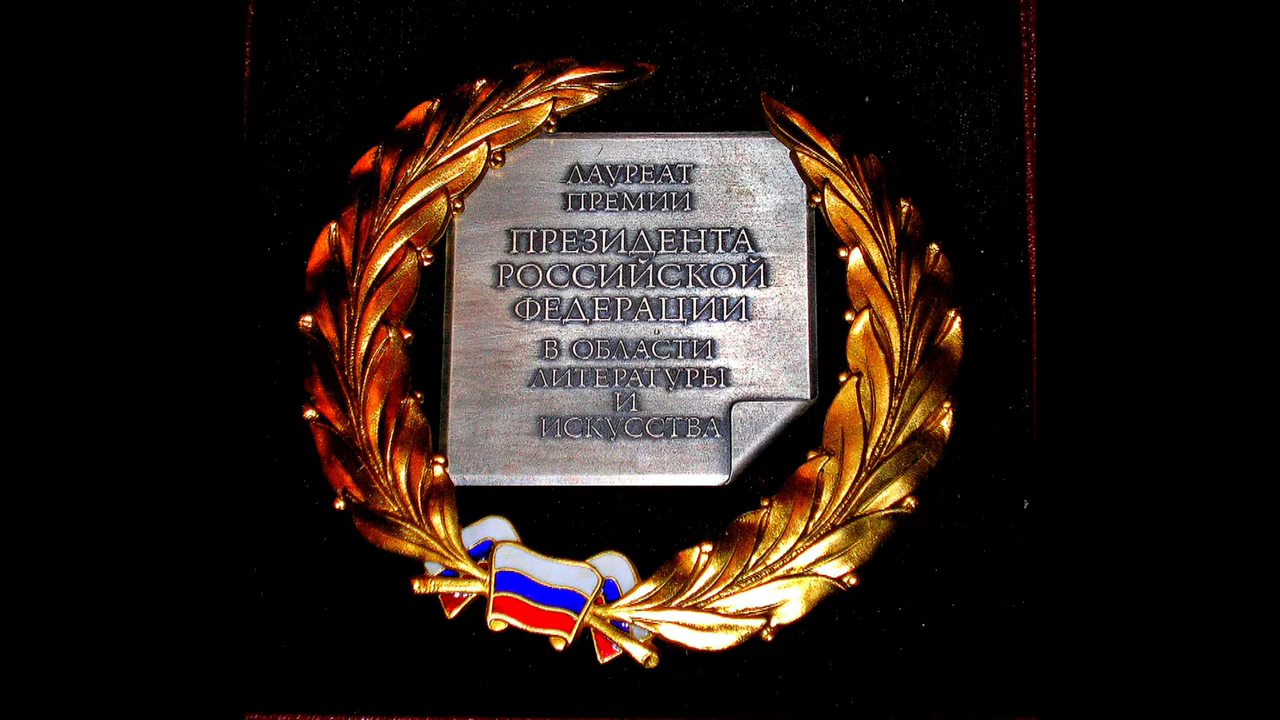 ЛАУРЕАТ
ПРЕМИИ
ПРЕЗИДЕНТА
РОССИЙСКОЙ
ФЕДЕРАЦИИ
В ОБЛАСТИ
ЛИТЕРАТУРЫ
И
ИСКУССТВА